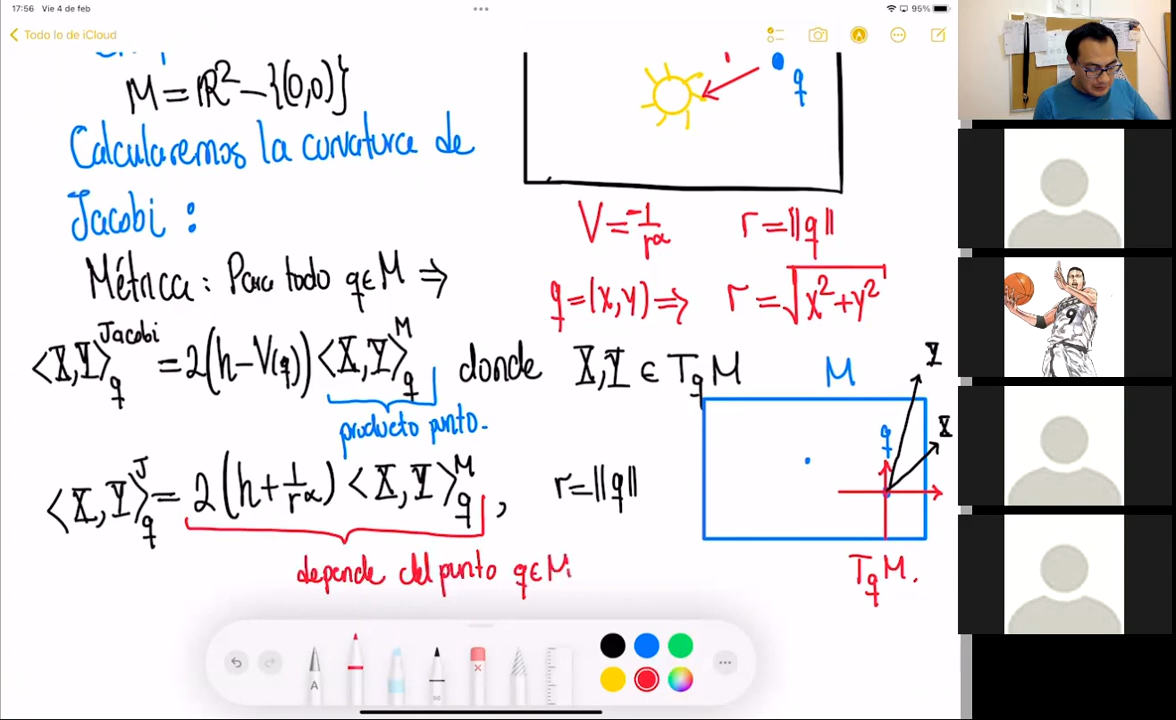 17:56 Vie 4 de feb
95%
Todo lo de iCloud
M = ℝ² - {(0,0)}
Calcularemos la curvatura de
Jacobi :
Métrica : Para todo q∈M ⇒
⟨X,Y⟩_q^Jacobi = 2(h-V(q)) ⟨X,Y⟩_q^M donde X,Y ∈ T_qM
producto punto.
⟨X,Y⟩_q^J = 2(h+1/r^α) ⟨X,Y⟩_q^M , r=||q||
depende del punto q∈M
q
V = -1/r^α r = ||q||
q = (x,y) ⇒ r = √(x²+y²)
M
Y
X
q
T_qM.
A
50
9